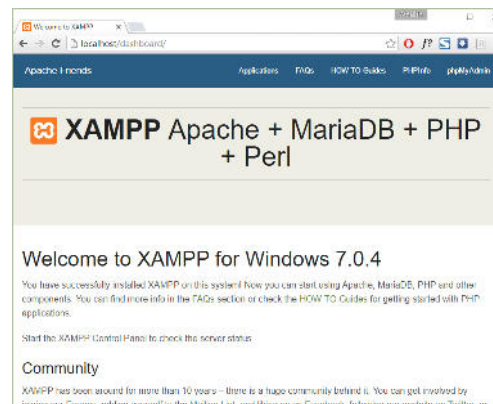 Welcome to XAMPP
localhost/dashboard/
Apache Friends Applications FAQs HOW-TO Guides PHPInfo phpMyAdmin
XAMPP Apache + MariaDB + PHP
+ Perl
Welcome to XAMPP for Windows 7.0.4
You have successfully installed XAMPP on this system! Now you can start using Apache, MariaDB, PHP and other
components. You can find more info in the FAQs section or check the HOW-TO Guides for getting started with PHP
applications.
Start the XAMPP Control Panel to check the server status.
Community
XAMPP has been around for more than 10 years – there is a huge community behind it. You can get involved by